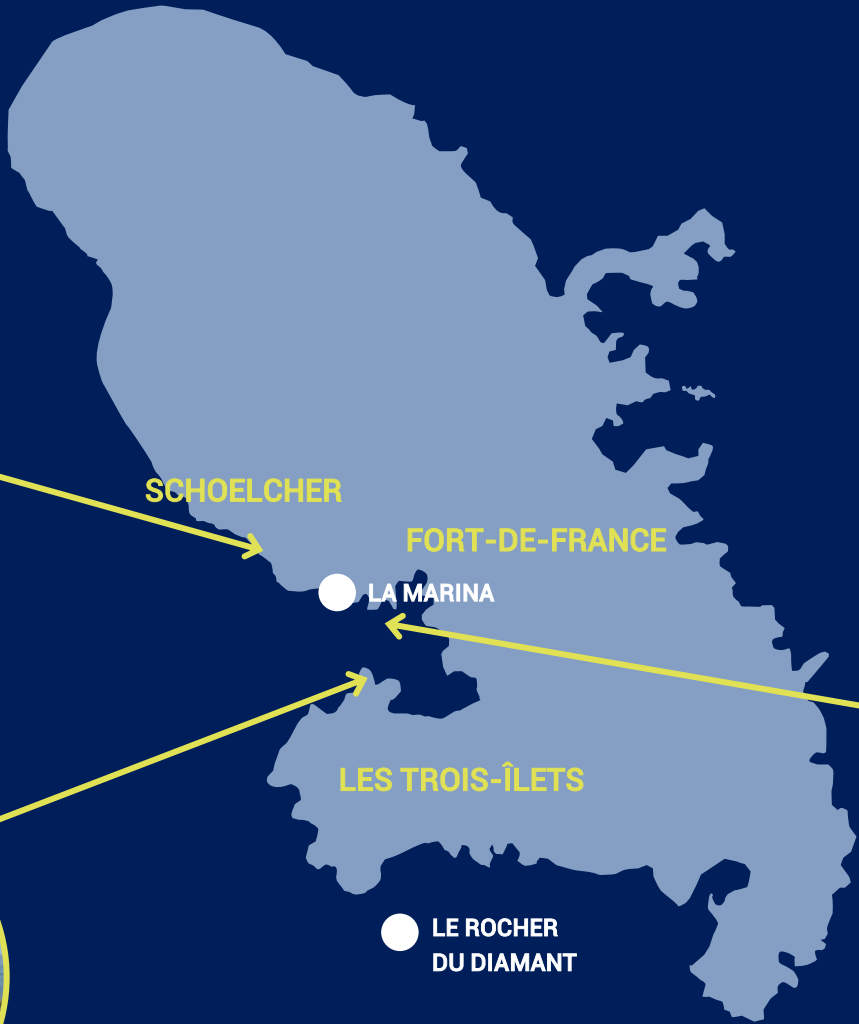 SCHOELCHER
FORT-DE-FRANCE
LA MARINA
LES TROIS-ÎLETS
LE ROCHER
DU DIAMANT